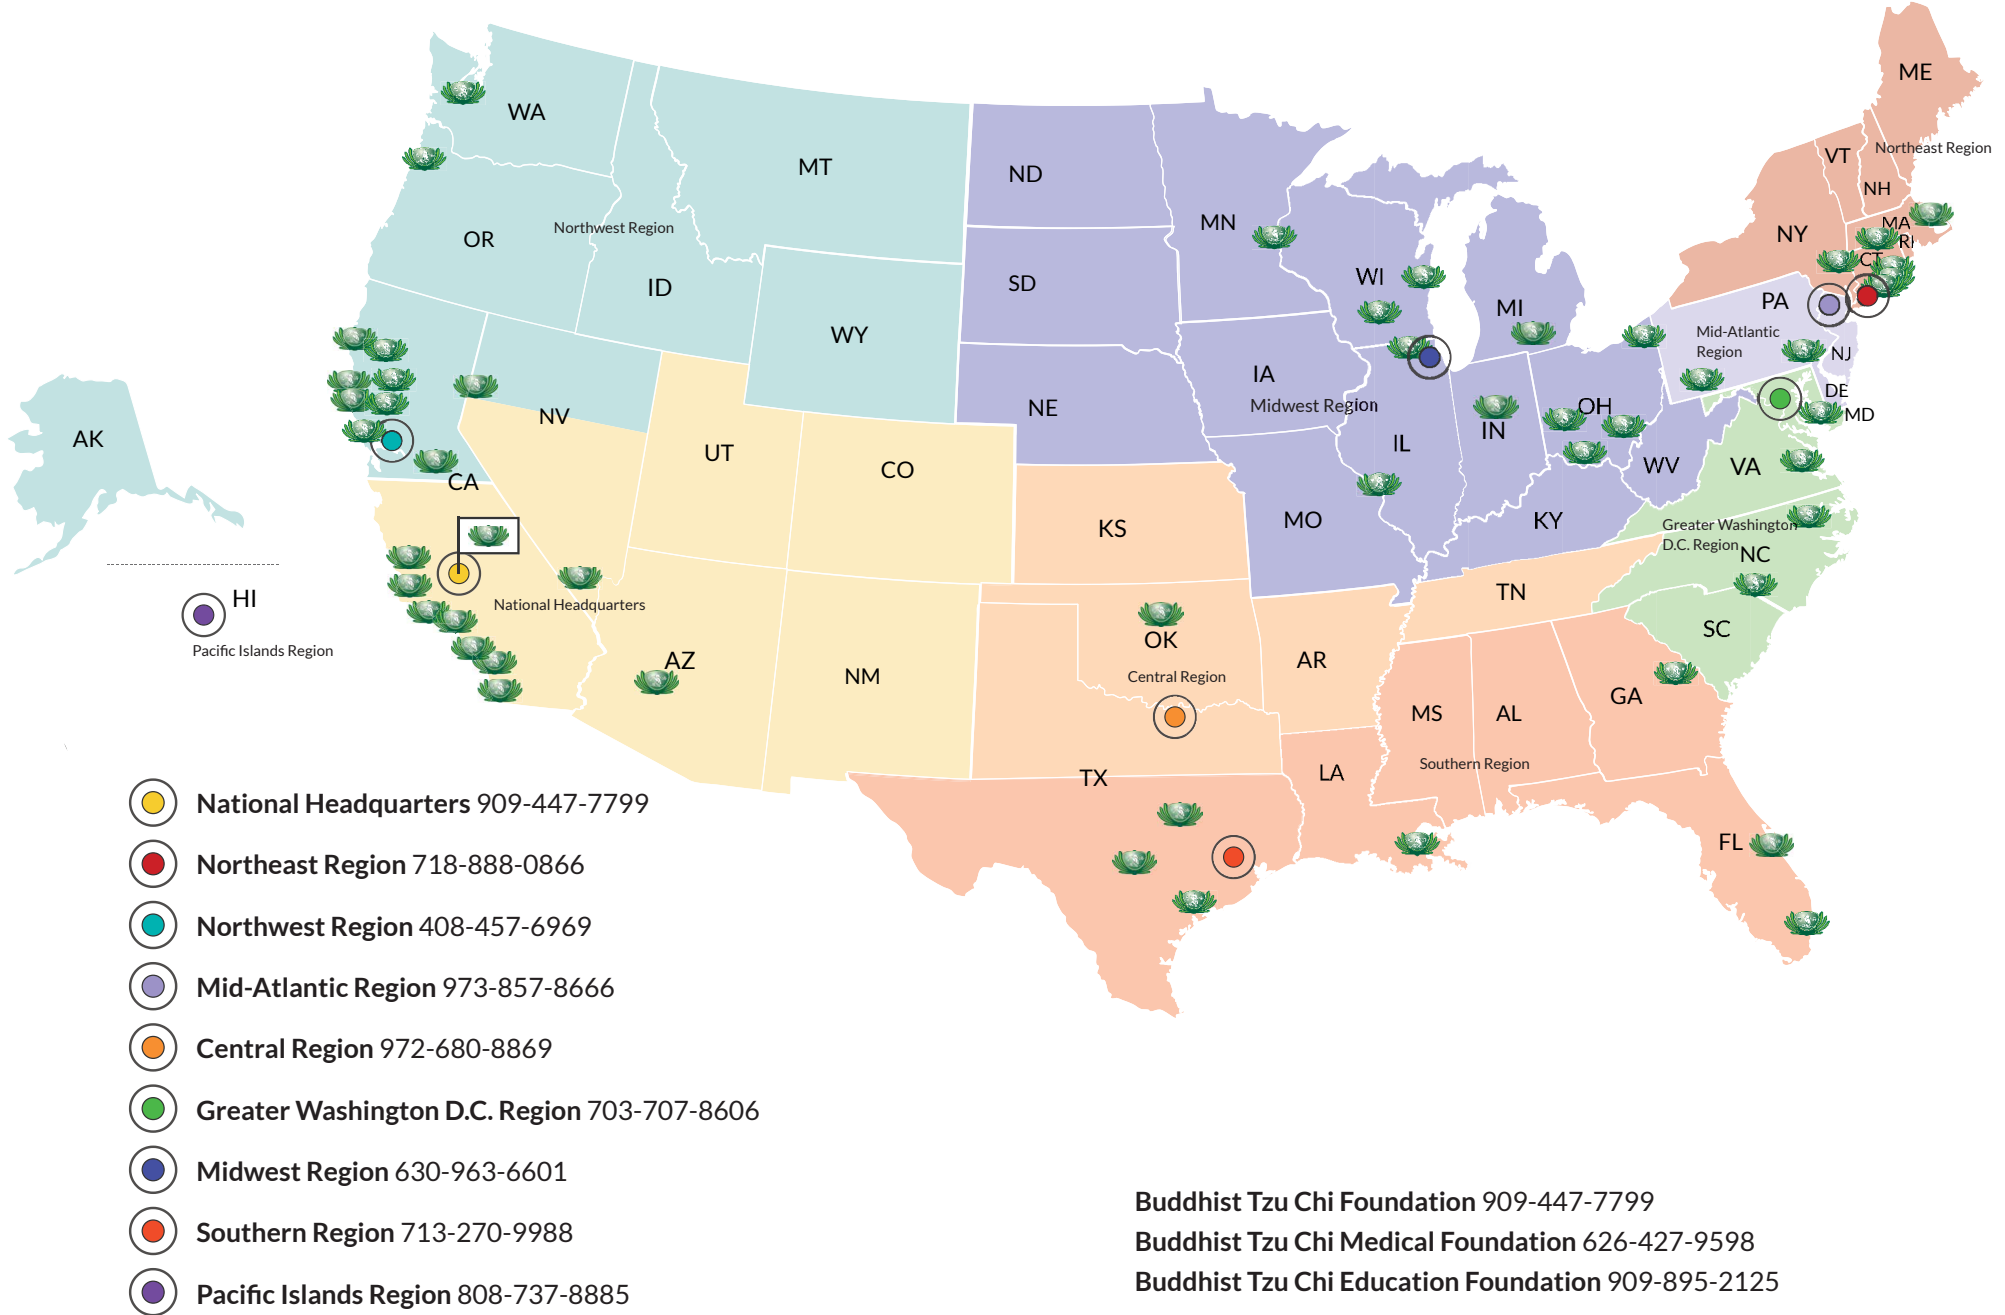 ME
WA
Northeast Region
VT
MT
ND
NH
MN
MA
NY
OR
Northwest Region
RI
CT
ID
SD
WI
PA
MI
WY
Mid-Atlantic
Region
NJ
IA
DE
NE
Midwest Region
OH
MD
NV
AK
IN
IL
UT
CO
WV
VA
CA
MO
KY
KS
Greater Washington
D.C. Region
NC
TN
HI
National Headquarters
SC
OK
Pacific Islands Region
AZ
AR
NM
Central Region
GA
MS
AL
Southern Region
LA
TX
FL
National Headquarters 909-447-7799
Northeast Region 718-888-0866
Northwest Region 408-457-6969
Mid-Atlantic Region 973-857-8666
Central Region 972-680-8869
Greater Washington D.C. Region 703-707-8606
Midwest Region 630-963-6601
Southern Region 713-270-9988
Pacific Islands Region 808-737-8885
Buddhist Tzu Chi Foundation 909-447-7799
Buddhist Tzu Chi Medical Foundation 626-427-9598
Buddhist Tzu Chi Education Foundation 909-895-2125